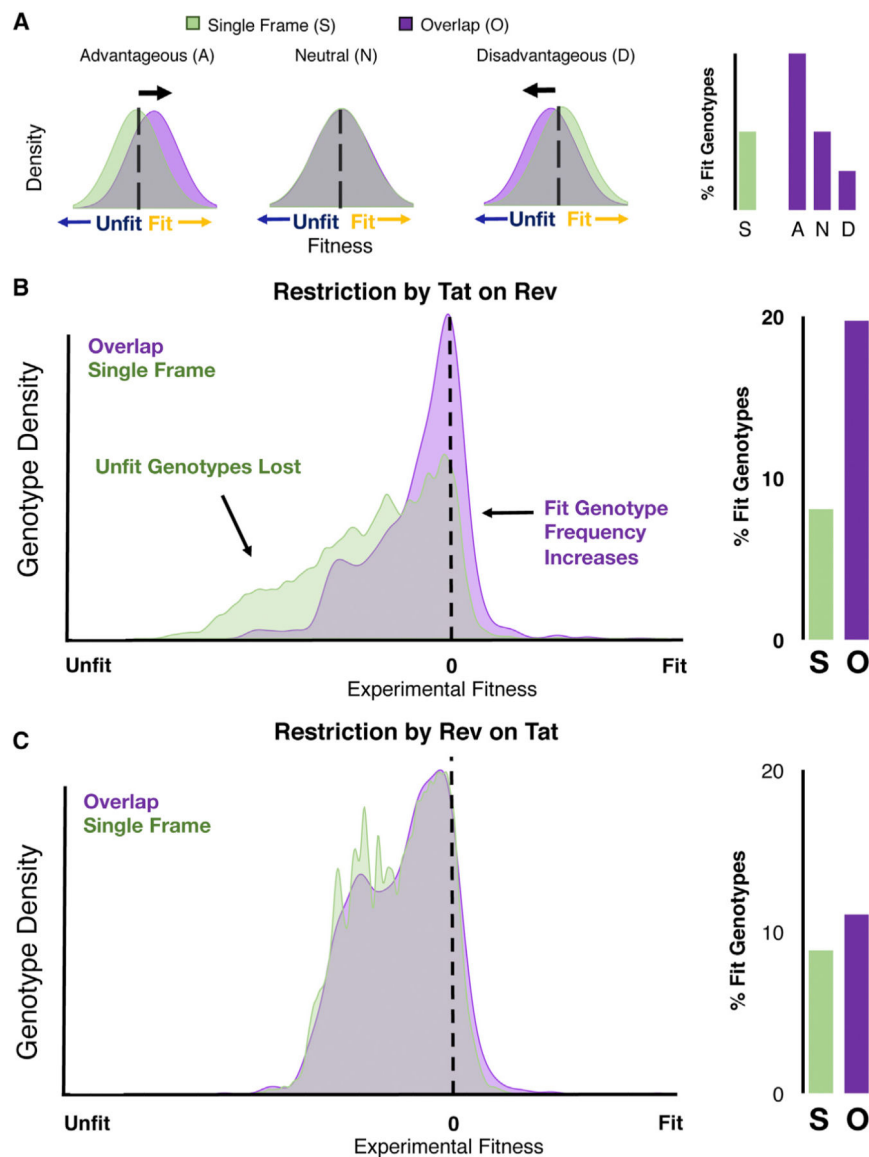 A
Single Frame (S) Overlap (O)
Advantageous (A) Neutral (N) Disadvantageous (D)
Density
Unfit Fit Unfit Fit Unfit Fit
Fitness
% Fit Genotypes
S A N D
B
Restriction by Tat on Rev
Overlap
Single Frame
Unfit Genotypes Lost
Fit Genotype
Frequency
Increases
Genotype Density
Unfit 0 Fit
Experimental Fitness
% Fit Genotypes
20
10
0
S O
C
Restriction by Rev on Tat
Overlap
Single Frame
Genotype Density
Unfit 0 Fit
Experimental Fitness
% Fit Genotypes
20
10
0
S O